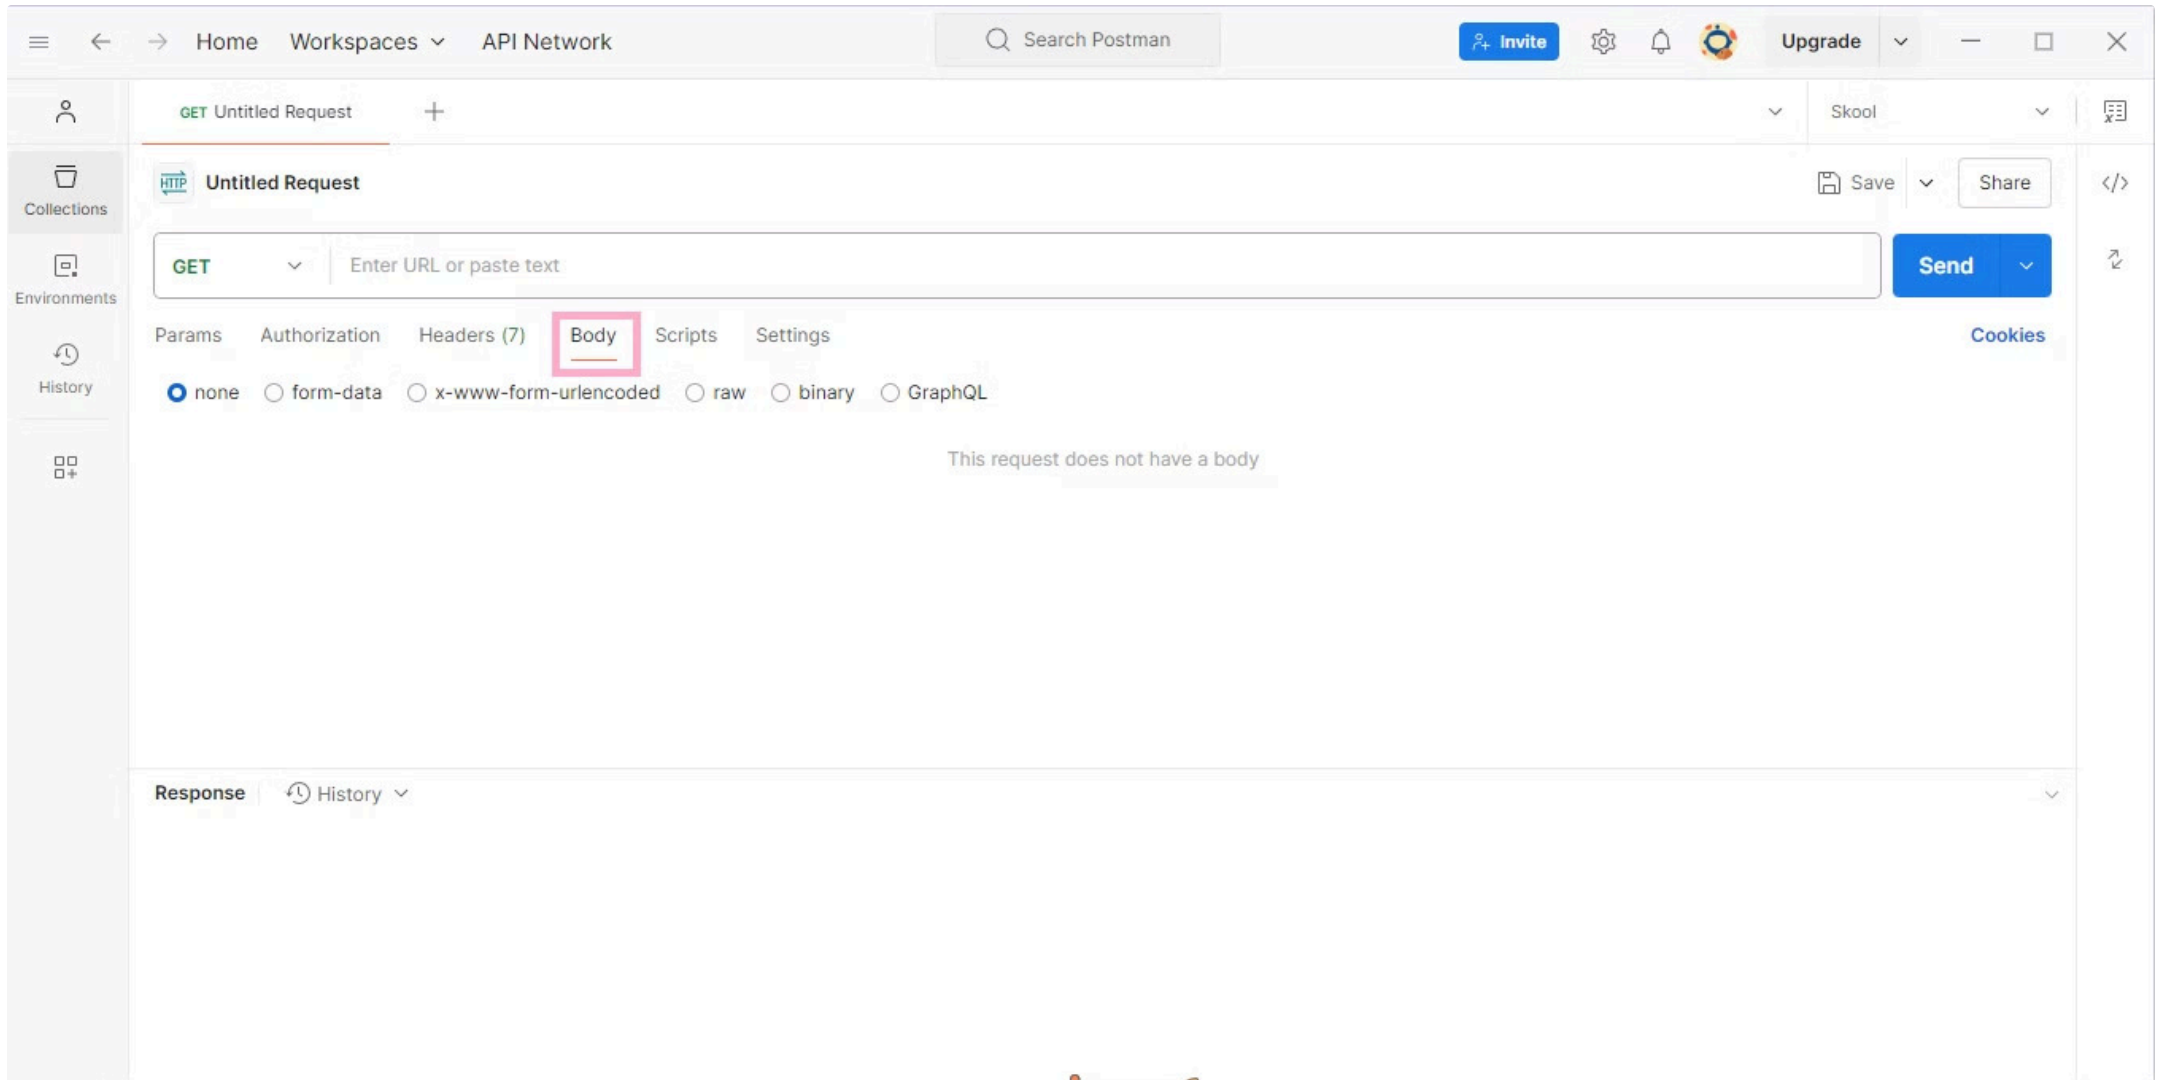 Home Workspaces API Network Search Postman Invite Upgrade
GET Untitled Request Skool
HTTP Untitled Request Save Share
Collections
GET Enter URL or paste text Send
Environments
Params Authorization Headers (7) Body Scripts Settings Cookies
History
none form-data x-www-form-urlencoded raw binary GraphQL
This request does not have a body
Response History